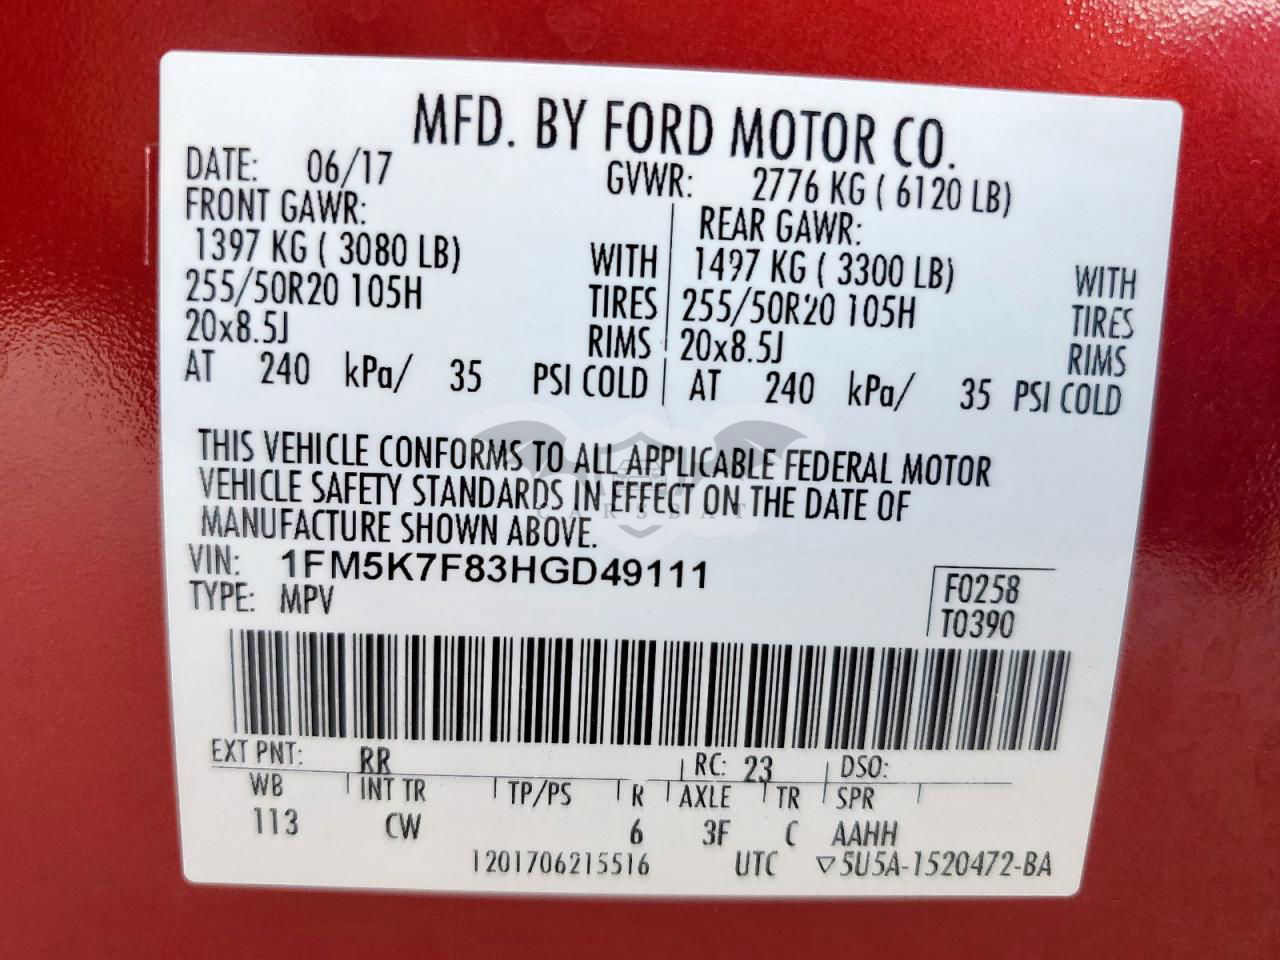 MFD. BY FORD MOTOR CO.
DATE: 06/17 GVWR: 2776 KG ( 6120 LB)
FRONT GAWR: REAR GAWR:
1397 KG ( 3080 LB) WITH 1497 KG ( 3300 LB) WITH
255/50R20 105H TIRES 255/50R20 105H TIRES
20x8.5J RIMS 20x8.5J RIMS
AT 240 kPa/ 35 PSI COLD AT 240 kPa/ 35 PSI COLD
THIS VEHICLE CONFORMS TO ALL APPLICABLE FEDERAL MOTOR
VEHICLE SAFETY STANDARDS IN EFFECT ON THE DATE OF
CARSBAT
MANUFACTURE SHOWN ABOVE.
VIN: 1FM5K7F83HGD49111
TYPE: MPV
F0258
T0390
EXT PNT: RR RC: 23 DSO:
WB INT TR TP/PS R AXLE TR SPR
113 CW 6 3F C AAHH
1201706215516 UTC ▽5U5A-1520472-BA